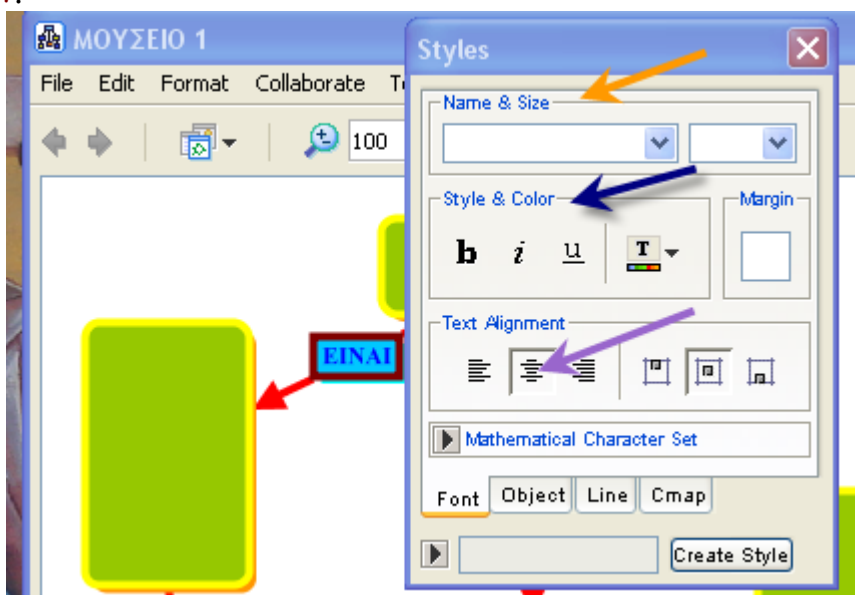 ΜΟΥΣΕΙΟ 1
Styles
File Edit Format Collaborate
Name & Size
100
Style & Color
Margin
b i u T
Text Alignment
ΕΙΝΑΙ
Mathematical Character Set
Font Object Line Cmap
Create Style